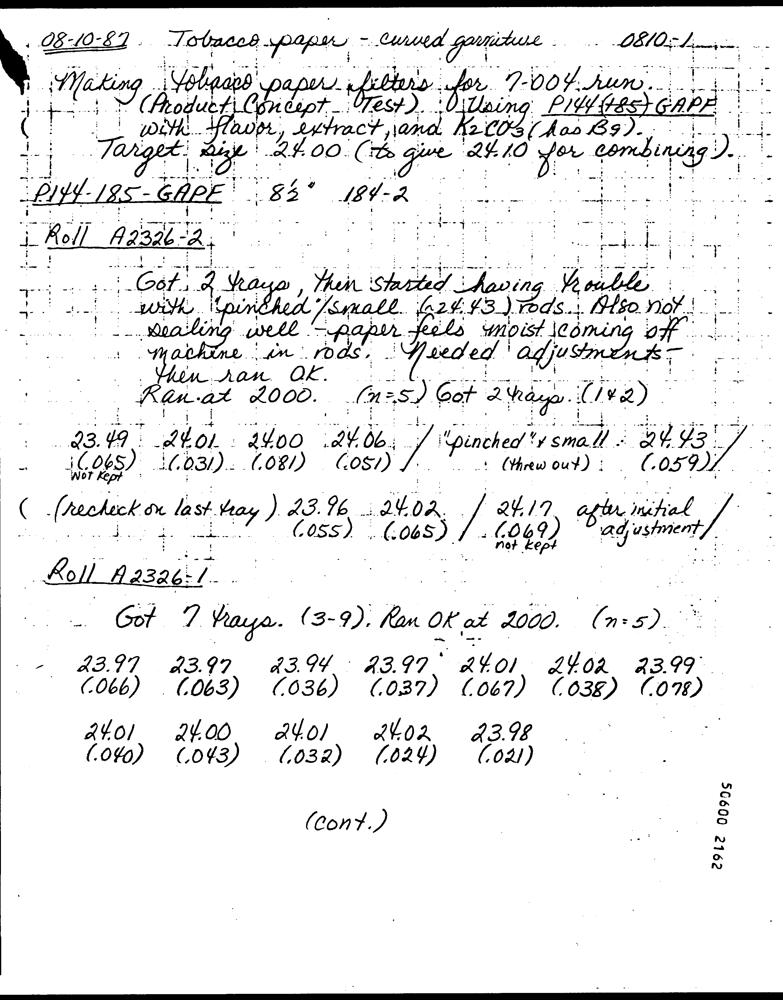 08-10-87 Tobacco paper - curved garniture 0810-1
Making tobacco paper filters for 7-004 run.
(Product Concept Test). Using P144-185-GAPF
with flavor, extract, and K2CO3 (has B9).
Target size 24.00 (to give 24.10 for combining).
P144-185-GAPF 8½" 184-2
Roll A2326-2
Got 2 trays, then started having trouble
with "pinched"/small (~24.43) rods. Also not
sealing well - paper feels moist coming off
machine in rods. Needed adjustments -
then ran OK.
Ran at 2000. (n=5) Got 2 trays. (1+2)
23.49 24.01 24.00 24.06 / "pinched" + small 24.43 /
(.065) (.031) (.081) (.051) / (threw out) (.059) /
NOT Kept
(recheck on last tray) 23.96 24.02 / 24.17 after initial
(.055) (.065) / (.069) adjustment /
not kept
Roll A2326-1
Got 7 trays. (3-9). Ran OK at 2000. (n=5)
23.97 23.97 23.94 23.97 24.01 24.02 23.99
(.066) (.063) (.036) (.037) (.067) (.038) (.078)
24.01 24.00 24.01 24.02 23.98
(.040) (.043) (.032) (.024) (.021)
(cont.)
50600 2162